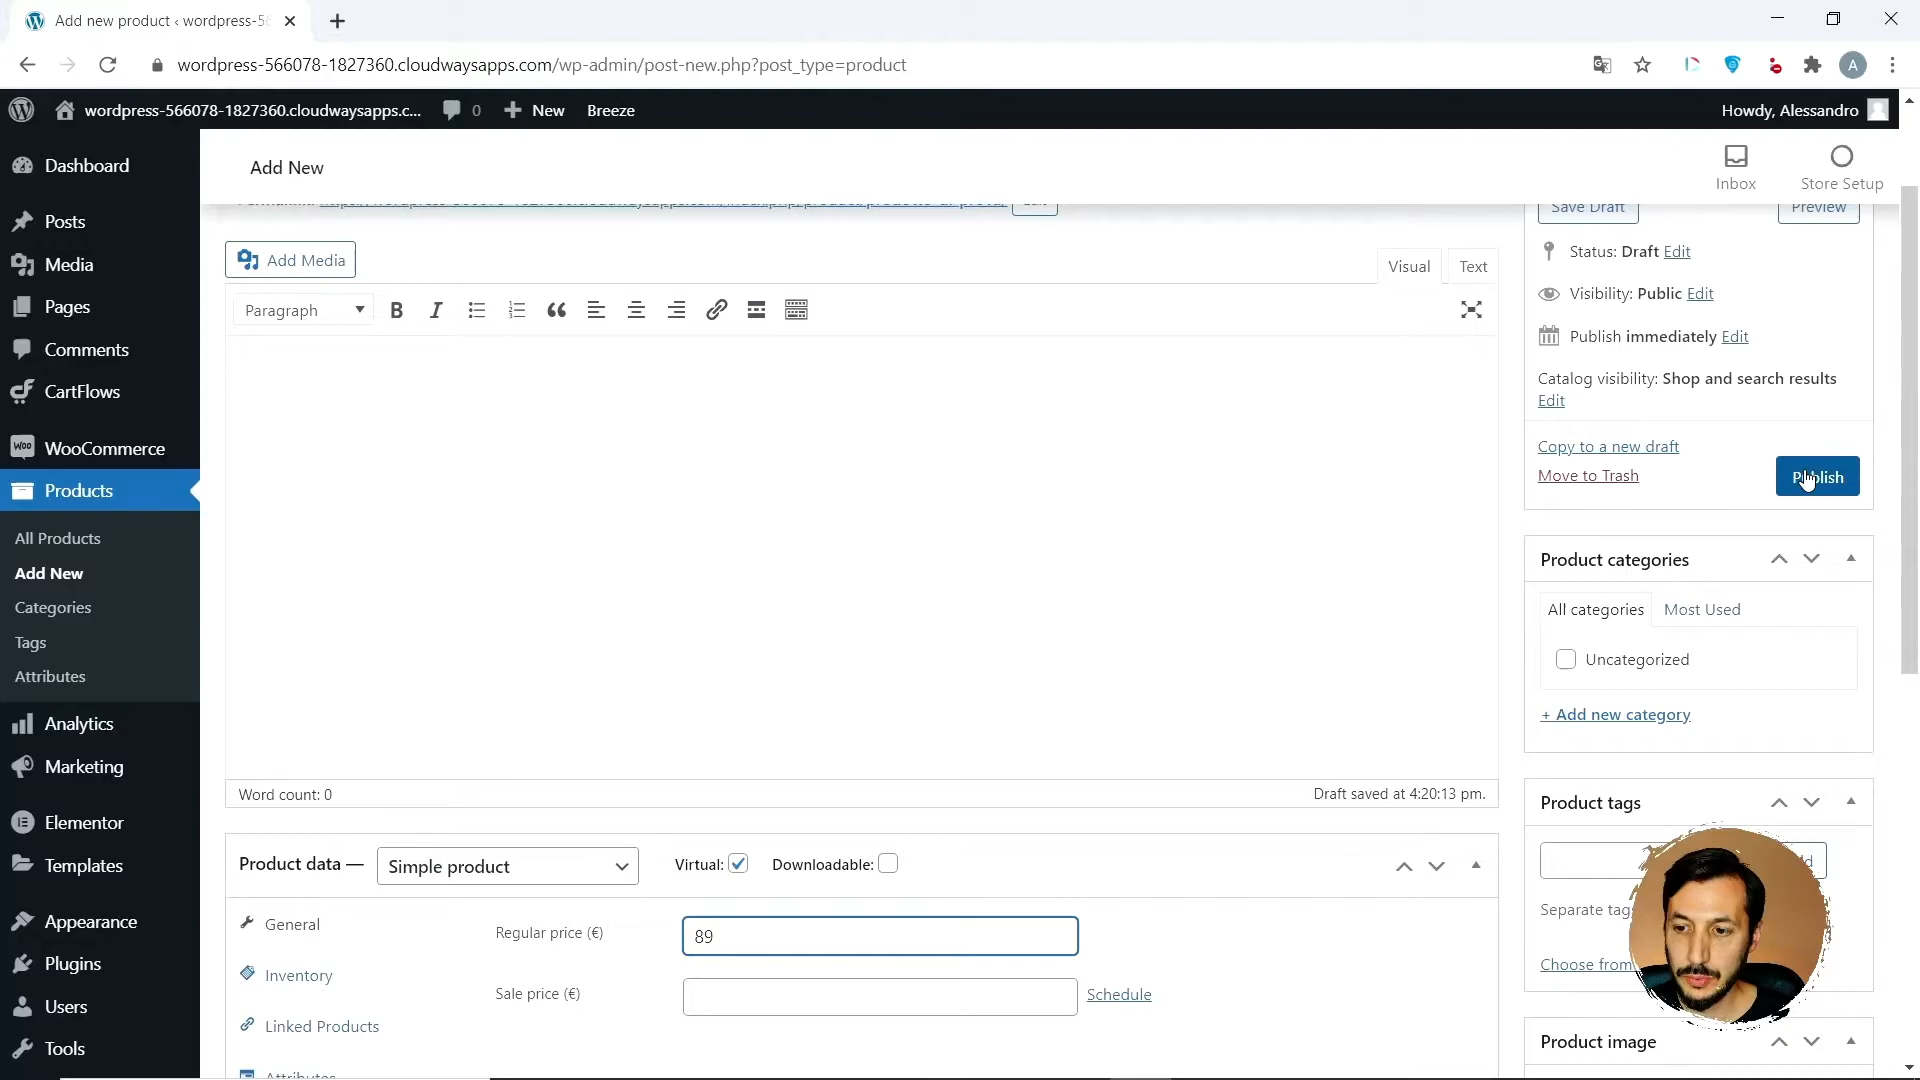 Add new product ‹ wordpress-56
wordpress-566078-1827360.cloudwaysapps.com/wp-admin/post-new.php?post_type=product
A
wordpress-566078-1827360.cloudwaysapps.c...
0
New
Breeze
Howdy, Alessandro
Dashboard
Posts
Media
Pages
Comments
CartFlows
WooCommerce
Products
All Products
Add New
Categories
Tags
Attributes
Analytics
Marketing
Elementor
Templates
Appearance
Plugins
Users
Tools
Add New
Inbox
Store Setup
Add Media
Visual
Text
Paragraph
Word count: 0
Draft saved at 4:20:13 pm.
Product data —
Simple product
Virtual:
Downloadable:
General
Inventory
Linked Products
Attributes
Regular price (€)
89
Sale price (€)
Schedule
Save Draft
Preview
Status: Draft Edit
Visibility: Public Edit
Publish immediately Edit
Catalog visibility: Shop and search results
Edit
Copy to a new draft
Move to Trash
Publish
Product categories
All categories
Most Used
Uncategorized
+ Add new category
Product tags
Separate tag
Choose from
Product image